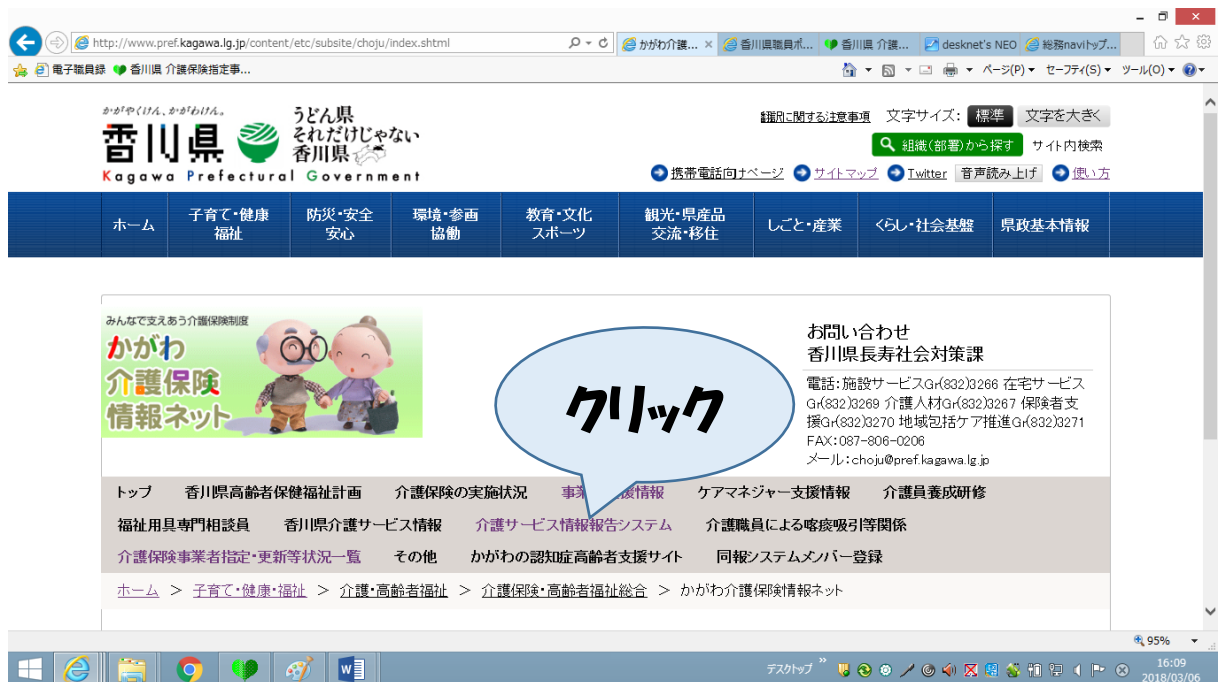 http://www.pref.kagawa.lg.jp/content/etc/subsite/choju/index.shtml
かがわ介護...
香川県職員ポ...
香川県 介護...
desknet's NEO
総務naviトップ...
電子職員録
香川県 介護保険指定事...
ページ(P)
セーフティ(S)
ツール(O)
かがやくけん、かがわけん。
香川県
Kagawa Prefectural Government
うどん県
それだけじゃない
香川県
に関する注意事項
文字サイズ:
標準
文字を大きく
組織(部署)から探す
サイト内検索
携帯電話向けページ
サイトマップ
Twitter
音声読み上げ
使い方
ホーム
子育て・健康
福祉
防災・安全
安心
環境・参画
協働
教育・文化
スポーツ
観光・県産品
交流・移住
しごと・産業
くらし・社会基盤
県政基本情報
みんなで支えあう介護保険制度
かがわ
介護保険
情報ネット
クリック
お問い合わせ
香川県長寿社会対策課
電話:施設サービスGr(832)3266 在宅サービス
Gr(832)3269 介護人材Gr(832)3267 保険者支
援Gr(832)3270 地域包括ケア推進Gr(832)3271
FAX:087-806-0206
メール:choju@pref.kagawa.lg.jp
トップ 香川県高齢者保健福祉計画 介護保険の実施状況 事業 援情報 ケアマネジャー支援情報 介護員養成研修
福祉用具専門相談員 香川県介護サービス情報 介護サービス情報報告システム 介護職員による喀痰吸引等関係
介護保険事業者指定・更新等状況一覧 その他 かがわの認知症高齢者支援サイト 同報システムメンバー登録
ホーム > 子育て・健康・福祉 > 介護・高齢者福祉 > 介護保険・高齢者福祉総合 > かがわ介護保険情報ネット
95%
デスクトップ
16:09
2018/03/06